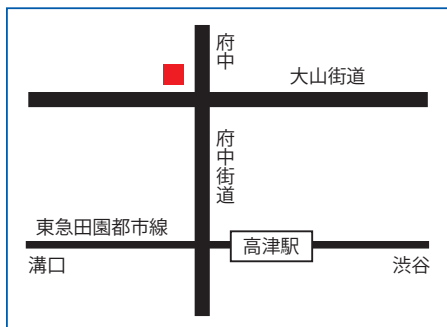 府中
大山街道
府中街道
東急田園都市線
高津駅
溝口
渋谷